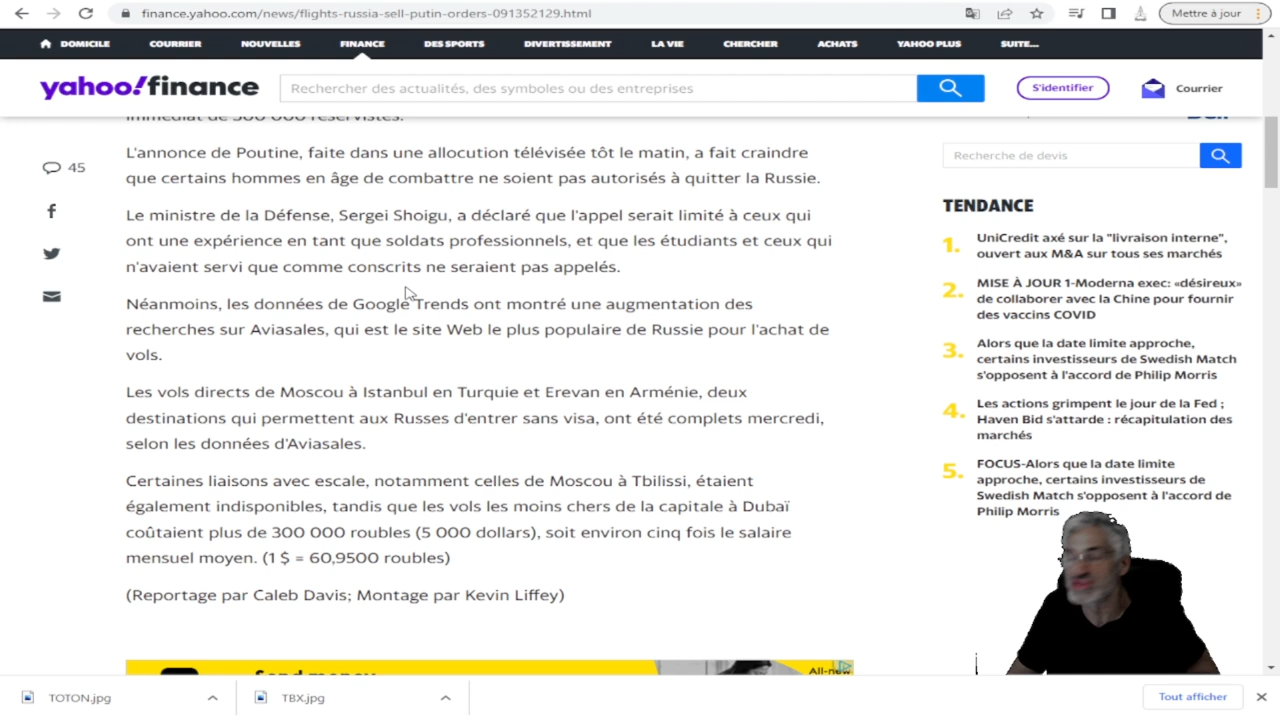 finance.yahoo.com/news/flights-russia-sell-putin-orders-091352129.html
Mettre à jour
DOMICILE COURRIER NOUVELLES FINANCE DES SPORTS DIVERTISSEMENT LA VIE CHERCHER ACHATS YAHOO PLUS SUITE...
yahoo!finance
Rechercher des actualités, des symboles ou des entreprises
S'identifier
Courrier
immédiat de 300 000 réservistes.
45
L'annonce de Poutine, faite dans une allocution télévisée tôt le matin, a fait craindre
que certains hommes en âge de combattre ne soient pas autorisés à quitter la Russie.
Le ministre de la Défense, Sergei Shoigu, a déclaré que l'appel serait limité à ceux qui
ont une expérience en tant que soldats professionnels, et que les étudiants et ceux qui
n'avaient servi que comme conscrits ne seraient pas appelés.
Néanmoins, les données de Google Trends ont montré une augmentation des
recherches sur Aviasales, qui est le site Web le plus populaire de Russie pour l'achat de
vols.
Les vols directs de Moscou à Istanbul en Turquie et Erevan en Arménie, deux
destinations qui permettent aux Russes d'entrer sans visa, ont été complets mercredi,
selon les données d'Aviasales.
Certaines liaisons avec escale, notamment celles de Moscou à Tbilissi, étaient
également indisponibles, tandis que les vols les moins chers de la capitale à Dubaï
coûtaient plus de 300 000 roubles (5 000 dollars), soit environ cinq fois le salaire
mensuel moyen. (1 $ = 60,9500 roubles)
(Reportage par Caleb Davis; Montage par Kevin Liffey)
Recherche de devis
TENDANCE
1. UniCredit axé sur la "livraison interne",
ouvert aux M&A sur tous ses marchés
2. MISE À JOUR 1-Moderna exec: «désireux»
de collaborer avec la Chine pour fournir
des vaccins COVID
3. Alors que la date limite approche,
certains investisseurs de Swedish Match
s'opposent à l'accord de Philip Morris
4. Les actions grimpent le jour de la Fed ;
Haven Bid s'attarde : récapitulation des
marchés
5. FOCUS-Alors que la date limite
approche, certains investisseurs de
Swedish Match s'opposent à l'accord de
Philip Morris
Send money
All-new
TOTON.jpg
TBX.jpg
Tout afficher